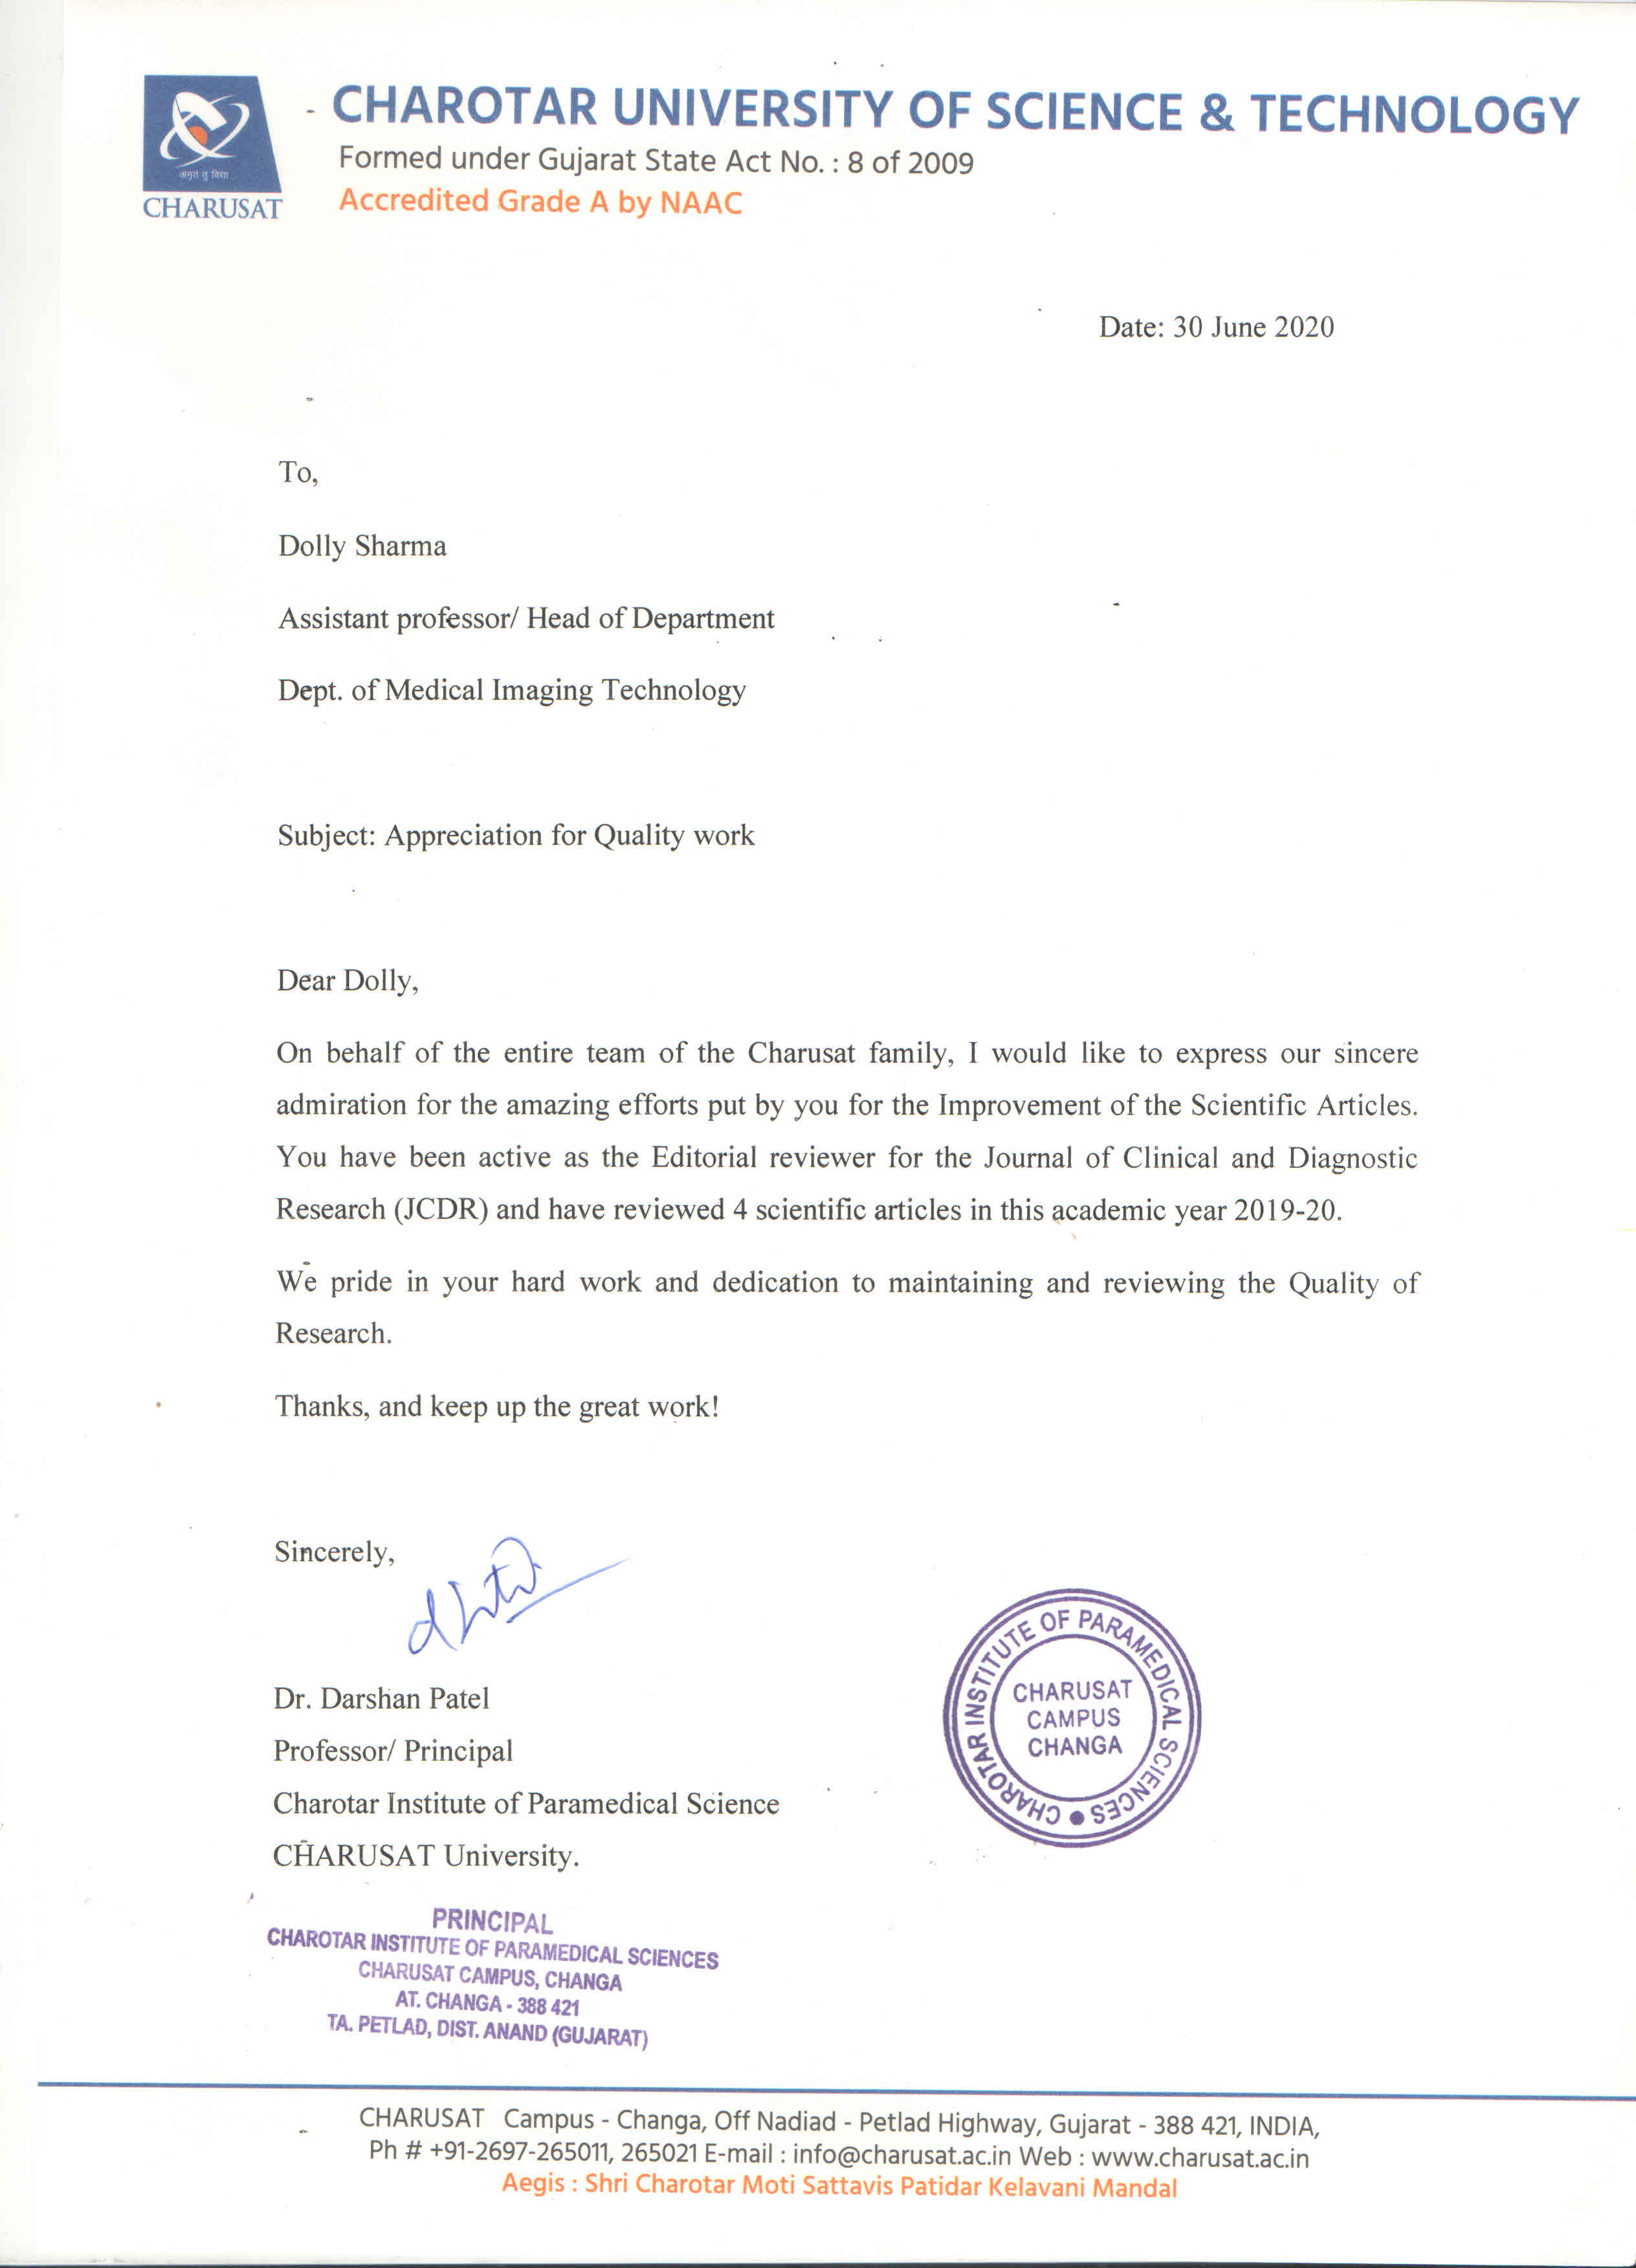 CHAROTAR UNIVERSITY OF SCIENCE & TECHNOLOGY
Formed under Gujarat State Act No. : 8 of 2009
Accredited Grade A by NAAC
अमृतं तु विद्या
CHARUSAT
Date: 30 June 2020
To,
Dolly Sharma
Assistant professor/ Head of Department
Dept. of Medical Imaging Technology
Subject: Appreciation for Quality work
Dear Dolly,
On behalf of the entire team of the Charusat family, I would like to express our sincere
admiration for the amazing efforts put by you for the Improvement of the Scientific Articles.
You have been active as the Editorial reviewer for the Journal of Clinical and Diagnostic
Research (JCDR) and have reviewed 4 scientific articles in this academic year 2019-20.
We pride in your hard work and dedication to maintaining and reviewing the Quality of
Research.
Thanks, and keep up the great work!
Sincerely,
Dr. Darshan Patel
Professor/ Principal
Charotar Institute of Paramedical Science
CHARUSAT University.
CHAROTAR INSTITUTE OF PARAMEDICAL SCIENCES
CHARUSAT
CAMPUS
CHANGA
PRINCIPAL
CHAROTAR INSTITUTE OF PARAMEDICAL SCIENCES
CHARUSAT CAMPUS, CHANGA
AT. CHANGA - 388 421
TA. PETLAD, DIST. ANAND (GUJARAT)
CHARUSAT Campus - Changa, Off Nadiad - Petlad Highway, Gujarat - 388 421, INDIA,
Ph # +91-2697-265011, 265021 E-mail : info@charusat.ac.in Web : www.charusat.ac.in
Aegis : Shri Charotar Moti Sattavis Patidar Kelavani Mandal